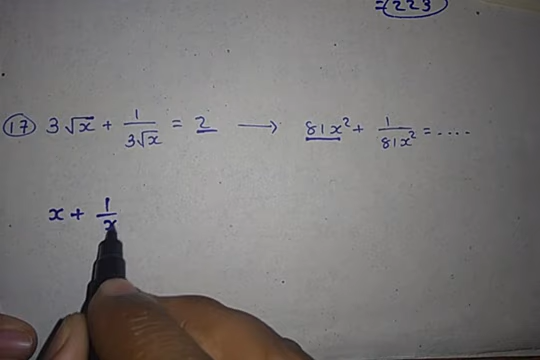 = 223
17 3√x + 1/(3√x) = 2 → 81x² + 1/(81x²) = ....
x + 1/x